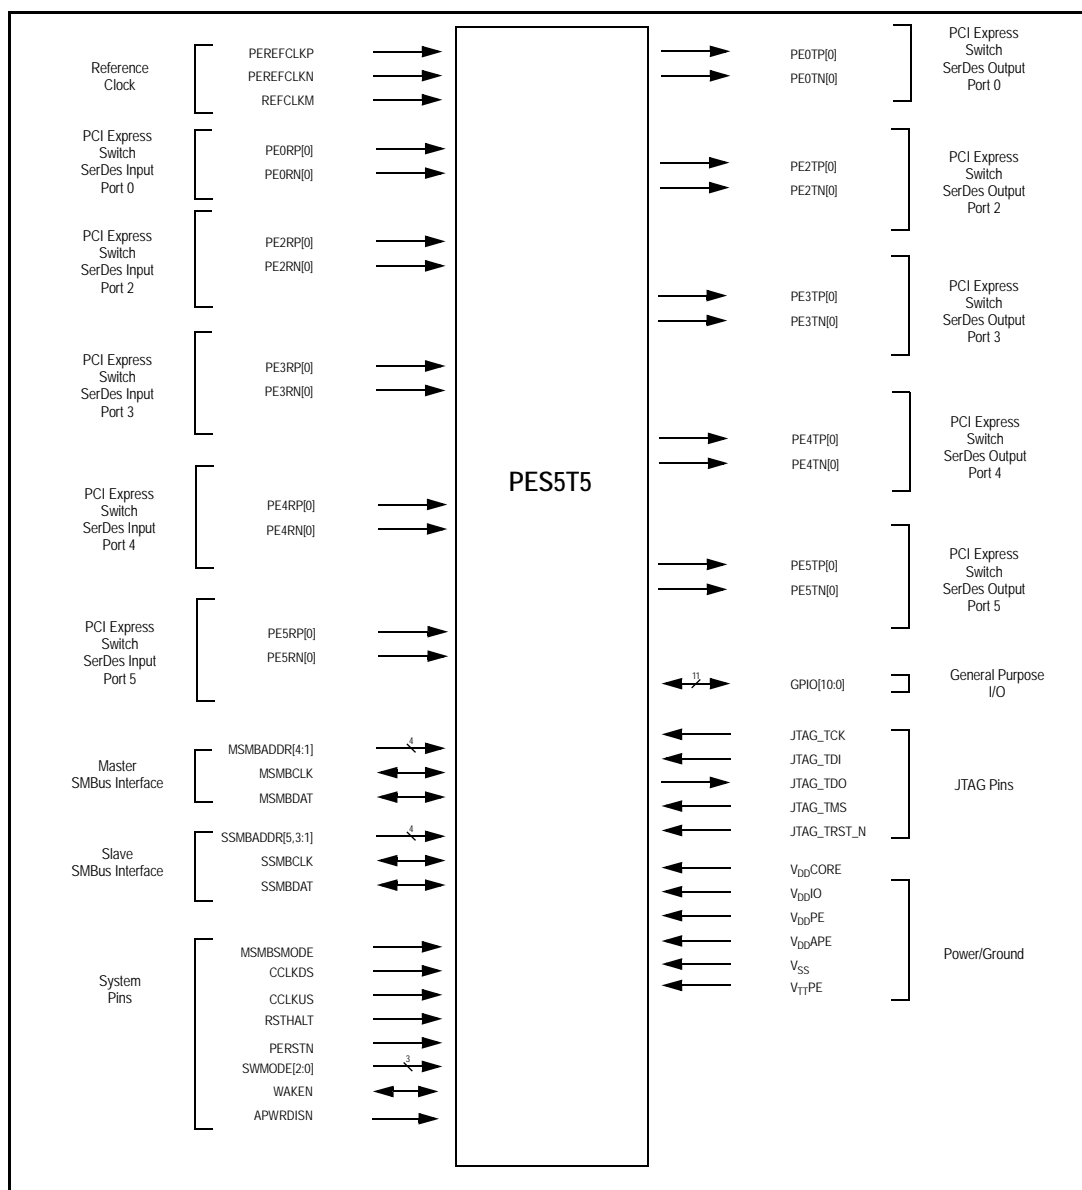 Reference
Clock
PEREFCLKP
PEREFCLKN
REFCLKM
PCI Express
Switch
SerDes Input
Port 0
PE0RP[0]
PE0RN[0]
PCI Express
Switch
SerDes Input
Port 2
PE2RP[0]
PE2RN[0]
PCI Express
Switch
SerDes Input
Port 3
PE3RP[0]
PE3RN[0]
PCI Express
Switch
SerDes Input
Port 4
PE4RP[0]
PE4RN[0]
PCI Express
Switch
SerDes Input
Port 5
PE5RP[0]
PE5RN[0]
Master
SMBus Interface
MSMBADDR[4:1]
4
MSMBCLK
MSMBDAT
Slave
SMBus Interface
SSMBADDR[5,3:1]
4
SSMBCLK
SSMBDAT
System
Pins
MSMBSMODE
CCLKDS
CCLKUS
RSTHALT
PERSTN
SWMODE[2:0]
3
WAKEN
APWRDISN
PES5T5
PE0TP[0]
PE0TN[0]
PCI Express
Switch
SerDes Output
Port 0
PE2TP[0]
PE2TN[0]
PCI Express
Switch
SerDes Output
Port 2
PE3TP[0]
PE3TN[0]
PCI Express
Switch
SerDes Output
Port 3
PE4TP[0]
PE4TN[0]
PCI Express
Switch
SerDes Output
Port 4
PE5TP[0]
PE5TN[0]
PCI Express
Switch
SerDes Output
Port 5
11
GPIO[10:0]
General Purpose
I/O
JTAG_TCK
JTAG_TDI
JTAG_TDO
JTAG_TMS
JTAG_TRST_N
JTAG Pins
VDDCORE
VDDIO
VDDPE
VDDAPE
VSS
VTTPE
Power/Ground